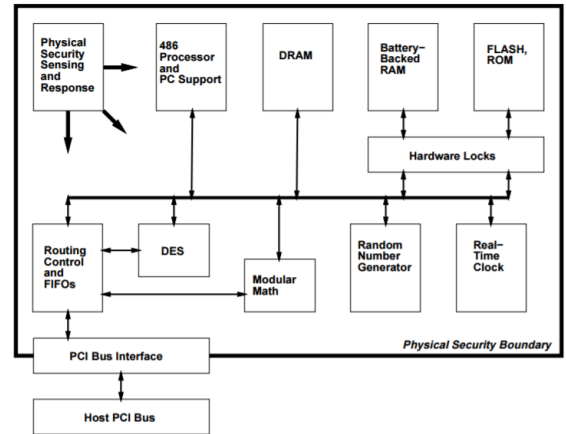 Physical
Security
Sensing
and
Response
486
Processor
and
PC Support
DRAM
Battery−
Backed
RAM
FLASH,
ROM
Hardware Locks
Routing
Control
and
FIFOs
DES
Modular
Math
Random
Number
Generator
Real−
Time
Clock
Physical Security Boundary
PCI Bus Interface
Host PCI Bus